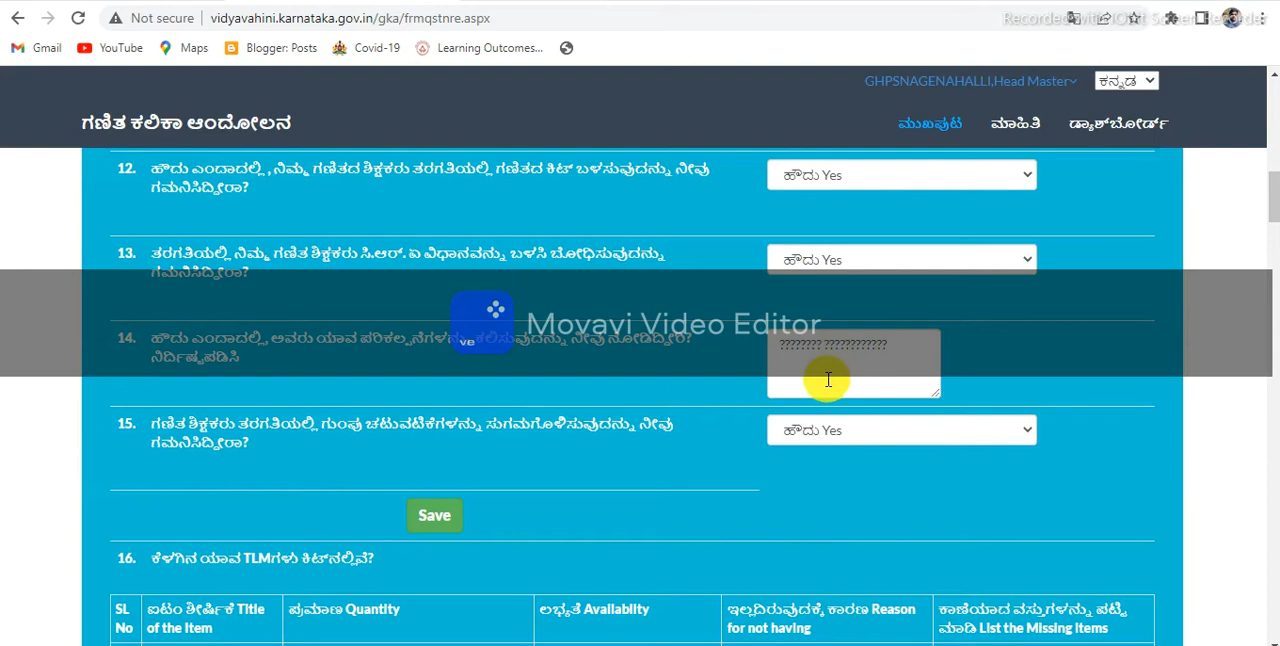 Not secure | vidyavahini.karnataka.gov.in/gka/frmqstnre.aspx
Gmail YouTube Maps Blogger: Posts Covid-19 Learning Outcomes...
GHPSNAGENAHALLI,Head Master ಕನ್ನಡ
ಗಣಿತ ಕಲಿಕಾ ಆಂದೋಲನ ಮುಖಪುಟ ಮಾಹಿತಿ ಡ್ಯಾಶ್‌ಬೋರ್ಡ್
12. ಹೌದು ಎಂದಾದಲ್ಲಿ , ನಿಮ್ಮ ಗಣಿತದ ಶಿಕ್ಷಕರು ತರಗತಿಯಲ್ಲಿ ಗಣಿತದ ಕಿಟ್ ಬಳಸುವುದನ್ನು ನೀವು ಹೌದು Yes
ಗಮನಿಸಿದ್ದೀರಾ?
13. ತರಗತಿಯಲ್ಲಿ ನಿಮ್ಮ ಗಣಿತ ಶಿಕ್ಷಕರು ಸಿ.ಆರ್. ಏ ವಿಧಾನವನ್ನು ಬಳಸಿ ಬೋಧಿಸುವುದನ್ನು ಹೌದು Yes
ಗಮನಿಸಿದ್ದೀರಾ?
Movavi Video Editor
ve
14. ಹೌದು ಎಂದಾದಲ್ಲಿ, ಅವರು ಯಾವ ಪರಿಕಲ್ಪನೆಗಳನ್ನು ಕಲಿಸುವುದನ್ನು ನೀವು ನೋಡಿದ್ದೀರಿ? ???????? ????????????
ನಿರ್ದಿಷ್ಟಪಡಿಸಿ
15. ಗಣಿತ ಶಿಕ್ಷಕರು ತರಗತಿಯಲ್ಲಿ ಗುಂಪು ಚಟುವಟಿಕೆಗಳನ್ನು ಸುಗಮಗೊಳಿಸುವುದನ್ನು ನೀವು ಹೌದು Yes
ಗಮನಿಸಿದ್ದೀರಾ?
Save
16. ಕೆಳಗಿನ ಯಾವ TLMಗಳು ಕಿಟ್‌ನಲ್ಲಿವೆ?
SL ಐಟಂ ಶೀರ್ಷಿಕೆ Title ಪ್ರಮಾಣ Quantity ಲಭ್ಯತೆ Availabilty ಇಲ್ಲದಿರುವುದಕ್ಕೆ ಕಾರಣ Reason ಕಾಣೆಯಾದ ವಸ್ತುಗಳನ್ನು ಪಟ್ಟಿ
No of the Item for not having ಮಾಡಿ List the Missing Items